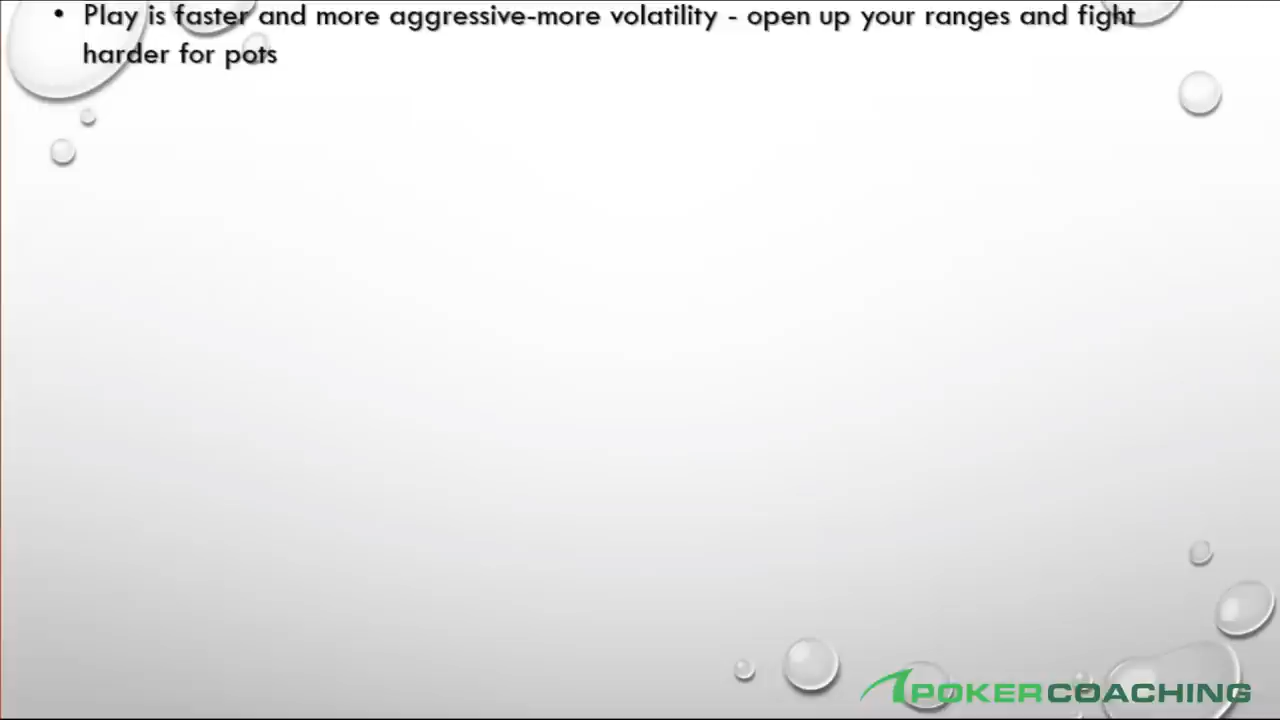 • Play is faster and more aggressive-more volatility - open up your ranges and fight
harder for pots
POKERCOACHING